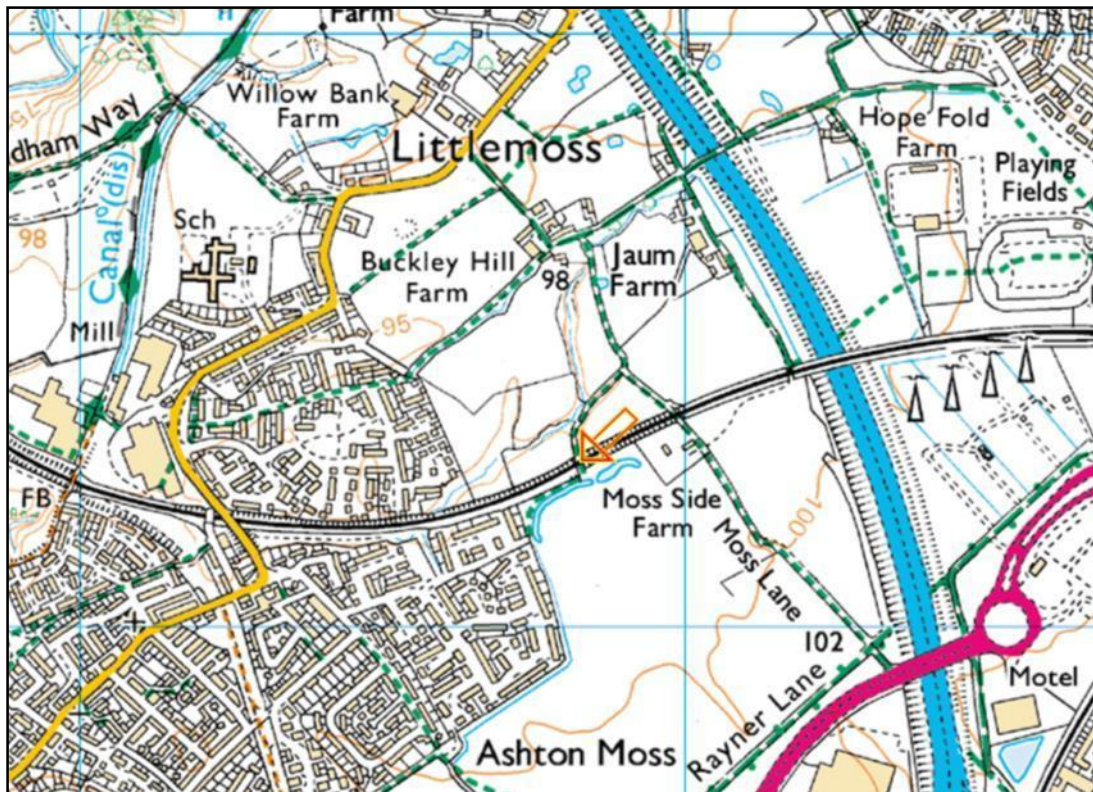 Farm
Willow Bank
Farm
dham Way
Littlemoss
Hope Fold
Farm
Playing
Fields
Sch
98
Canal (dis)
Buckley Hill
Farm
98
Jaum
Farm
95
Mill
FB
Moss Side
Farm
100
Moss Lane
102
Rayner Lane
Motel
Ashton Moss